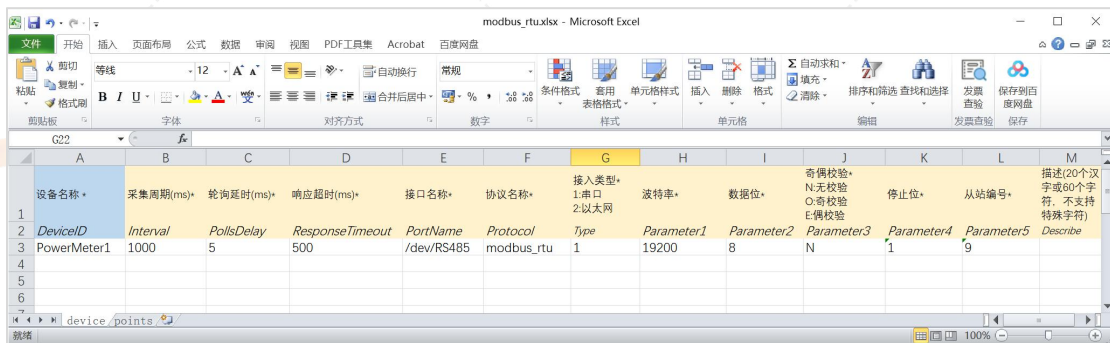 modbus_rtu.xlsx - Microsoft Excel
文件 开始 插入 页面布局 公式 数据 审阅 视图 PDF工具集 Acrobat 百度网盘
粘贴 剪切 复制 格式刷 剪贴板
等线 12 B I U 字体
自动换行 合并后居中 对齐方式
常规 % 数字
条件格式 套用表格格式 单元格样式 样式
插入 删除 格式 单元格
Σ 自动求和 填充 清除 排序和筛选 查找和选择 编辑
发票查验 发票查验
保存到百度网盘 保存
G22 fx
A B C D E F G H I J K L M
1 设备名称* 采集周期(ms)* 轮询延时(ms)* 响应超时(ms)* 接口名称* 协议名称* 接入类型* 1:串口 2:以太网 波特率* 数据位* 奇偶校验* N:无校验 O:奇校验 E:偶校验 停止位* 从站编号* 描述(20个汉字或60个字符，不支持特殊字符)
2 DeviceID Interval PollsDelay ResponseTimeout PortName Protocol Type Parameter1 Parameter2 Parameter3 Parameter4 Parameter5 Describe
3 PowerMeter1 1000 5 500 /dev/RS485 modbus_rtu 1 19200 8 N 1 9
4
5
6
device points
就绪 100%